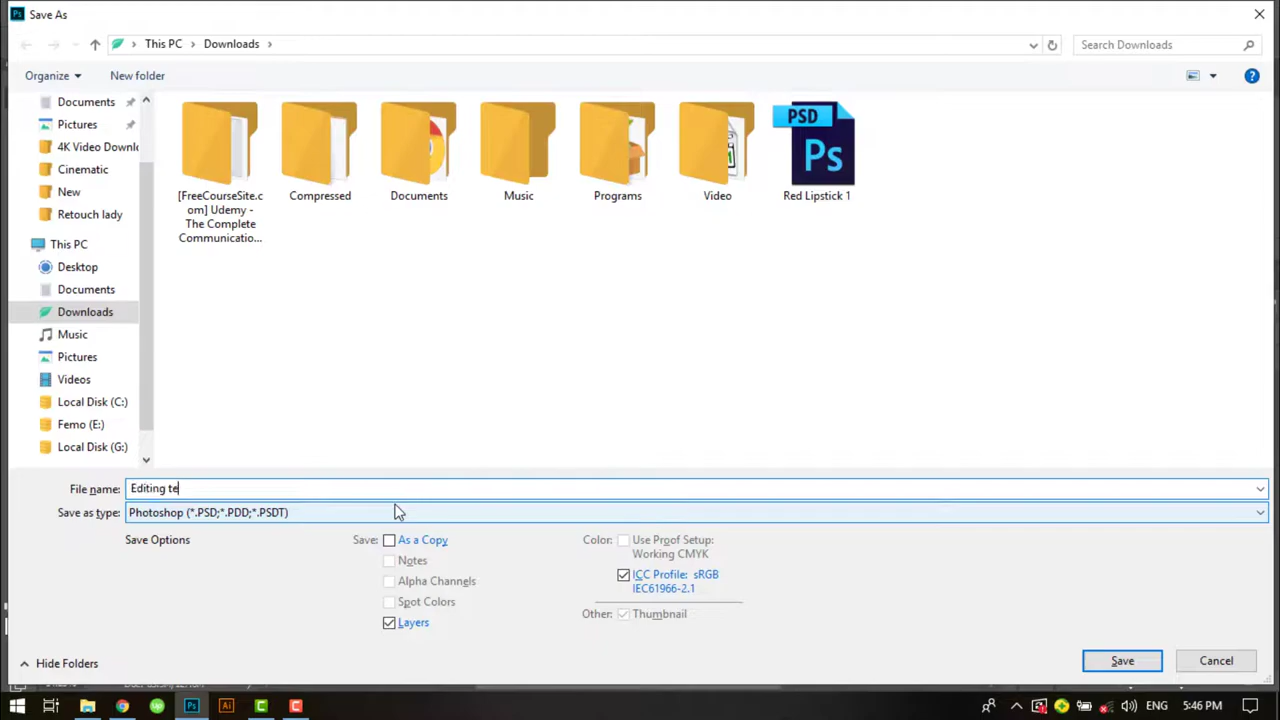 Save As
This PC
Downloads
Search Downloads
Organize
New folder
Documents
Pictures
4K Video Downlo
Cinematic
New
Retouch lady
This PC
Desktop
Documents
Downloads
Music
Pictures
Videos
Local Disk (C:)
Femo (E:)
Local Disk (G:)
PSD
Ps
[FreeCourseSite.c
om] Udemy -
The Complete
Communicatio...
Compressed
Documents
Music
Programs
Video
Red Lipstick 1
File name: Editing te
Save as type: Photoshop (*.PSD;*.PDD;*.PSDT)
Save Options
Save: As a Copy
Notes
Alpha Channels
Spot Colors
Layers
Color: Use Proof Setup:
Working CMYK
ICC Profile: sRGB
IEC61966-2.1
Other: Thumbnail
Hide Folders
Save
Cancel
ENG
5:46 PM